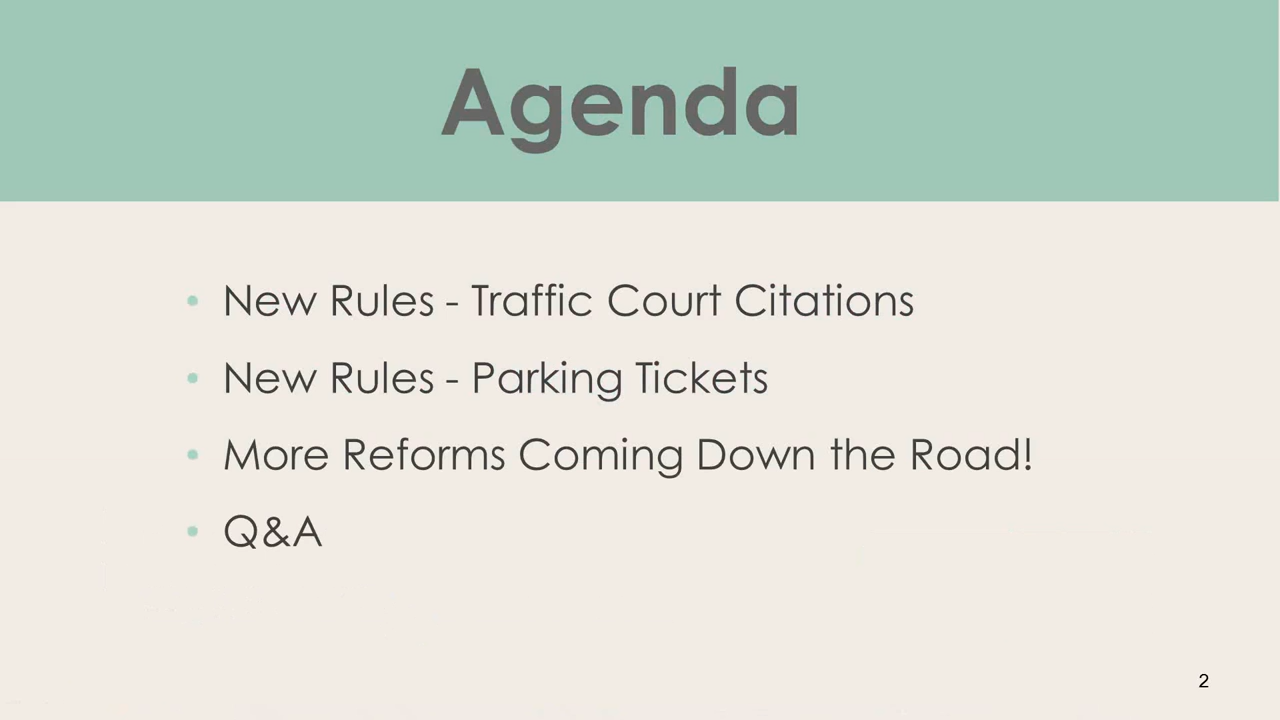 Agenda
• New Rules - Traffic Court Citations
• New Rules - Parking Tickets
• More Reforms Coming Down the Road!
• Q&A
2